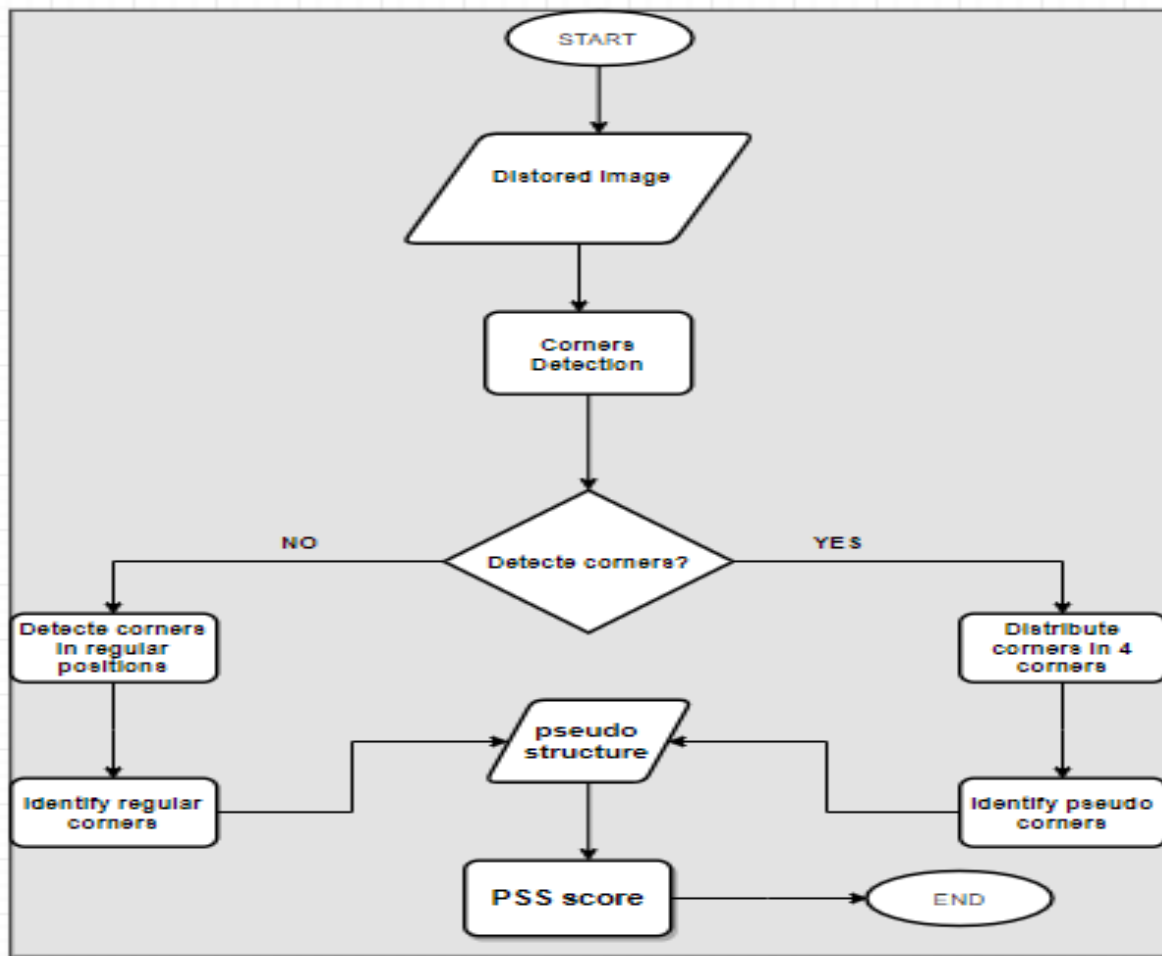 START
Distored image
Corners
Detection
Detecte corners?
NO
YES
Detecte corners
in regular
positions
Distribute
corners in 4
corners
pseudo
structure
Identify regular
corners
Identify pseudo
corners
PSS score
END